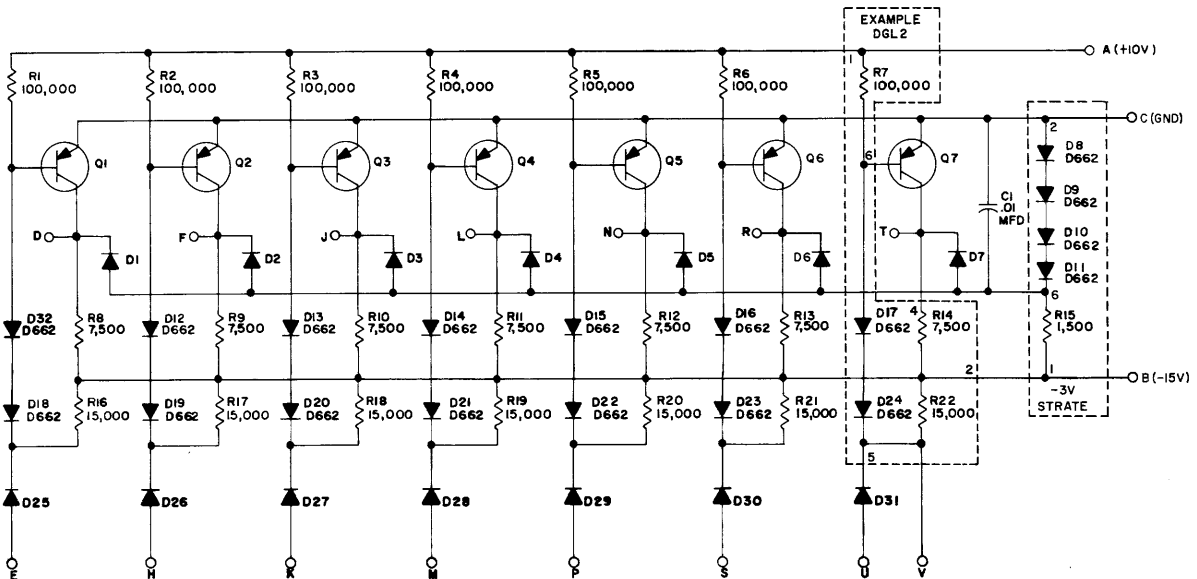 EXAMPLE
DGL2
A (+10V)
R1
100,000
R2
100,000
R3
100,000
R4
100,000
R5
100,000
R6
100,000
1
R7
100,000
C (GND)
2
Q1
Q2
Q3
Q4
Q5
Q6
6
Q7
D8
D662
D9
D662
D10
D662
D11
D662
C1
.01
MFD
D
F
J
L
N
R
T
D1
D2
D3
D4
D5
D6
D7
6
D32
D662
R8
7,500
D12
D662
R9
7,500
D13
D662
R10
7,500
D14
D662
R11
7,500
D15
D662
R12
7,500
D16
D662
R13
7,500
D17
D662
4
R14
7,500
R15
1,500
2
1
B (-15V)
-3V
STRATE
D18
D662
R16
15,000
D19
D662
R17
15,000
D20
D662
R18
15,000
D21
D662
R19
15,000
D22
D662
R20
15,000
D23
D662
R21
15,000
D24
D662
R22
15,000
5
D25
D26
D27
D28
D29
D30
D31
E
H
K
M
P
S
U
V